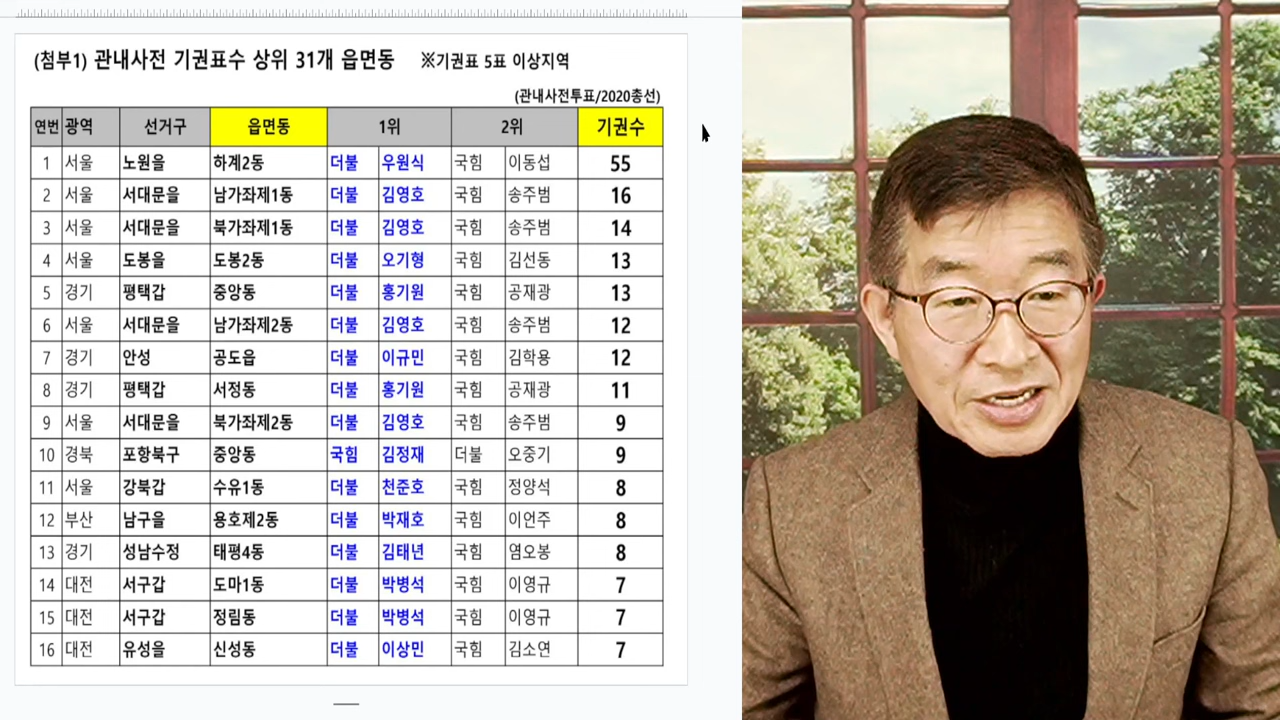 (첨부1) 관내사전 기권표수 상위 31개 읍면동 ※기권표 5표 이상지역
(관내사전투표/2020총선)
연번 광역 선거구 읍면동 1위 2위 기권수
1 서울 노원을 하계2동 더불 우원식 국힘 이동섭 55
2 서울 서대문을 남가좌제1동 더불 김영호 국힘 송주범 16
3 서울 서대문을 북가좌제1동 더불 김영호 국힘 송주범 14
4 서울 도봉을 도봉2동 더불 오기형 국힘 김선동 13
5 경기 평택갑 중앙동 더불 홍기원 국힘 공재광 13
6 서울 서대문을 남가좌제2동 더불 김영호 국힘 송주범 12
7 경기 안성 공도읍 더불 이규민 국힘 김학용 12
8 경기 평택갑 서정동 더불 홍기원 국힘 공재광 11
9 서울 서대문을 북가좌제2동 더불 김영호 국힘 송주범 9
10 경북 포항북구 중앙동 국힘 김정재 더불 오중기 9
11 서울 강북갑 수유1동 더불 천준호 국힘 정양석 8
12 부산 남구을 용호제2동 더불 박재호 국힘 이언주 8
13 경기 성남수정 태평4동 더불 김태년 국힘 염오봉 8
14 대전 서구갑 도마1동 더불 박병석 국힘 이영규 7
15 대전 서구갑 정림동 더불 박병석 국힘 이영규 7
16 대전 유성을 신성동 더불 이상민 국힘 김소연 7